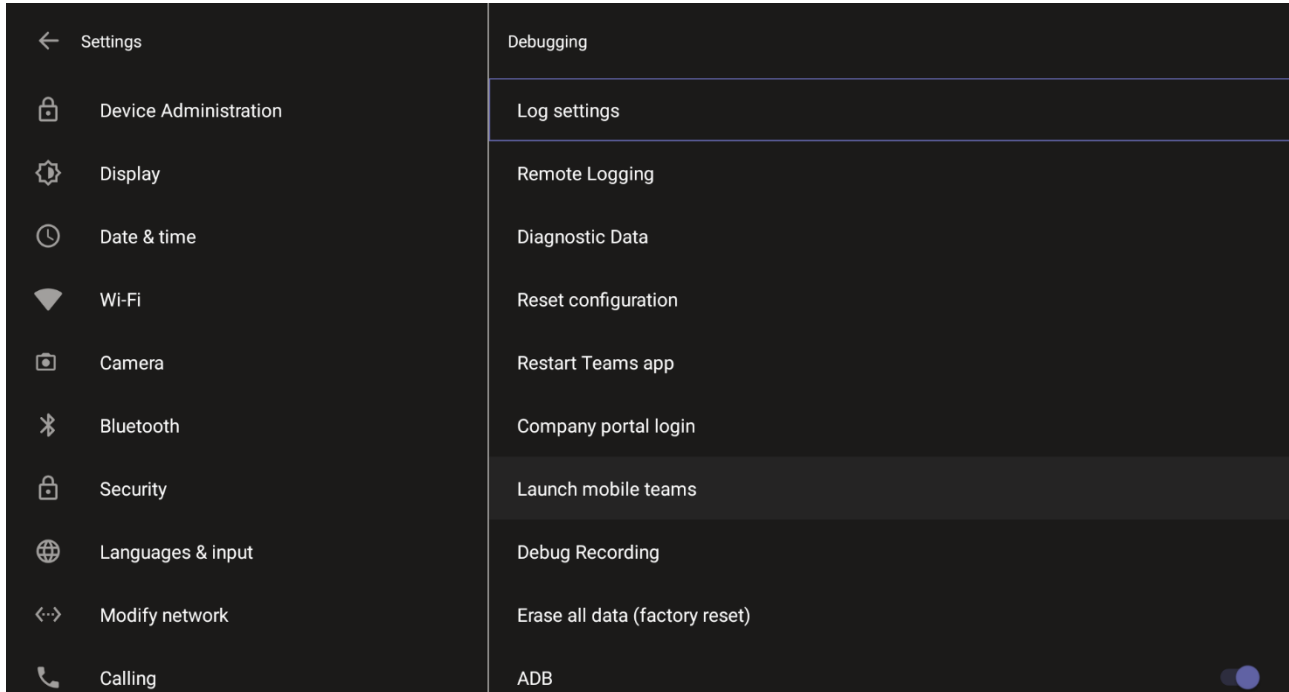 Settings
Device Administration
Display
Date & time
Wi-Fi
Camera
Bluetooth
Security
Languages & input
Modify network
Calling
Debugging
Log settings
Remote Logging
Diagnostic Data
Reset configuration
Restart Teams app
Company portal login
Launch mobile teams
Debug Recording
Erase all data (factory reset)
ADB